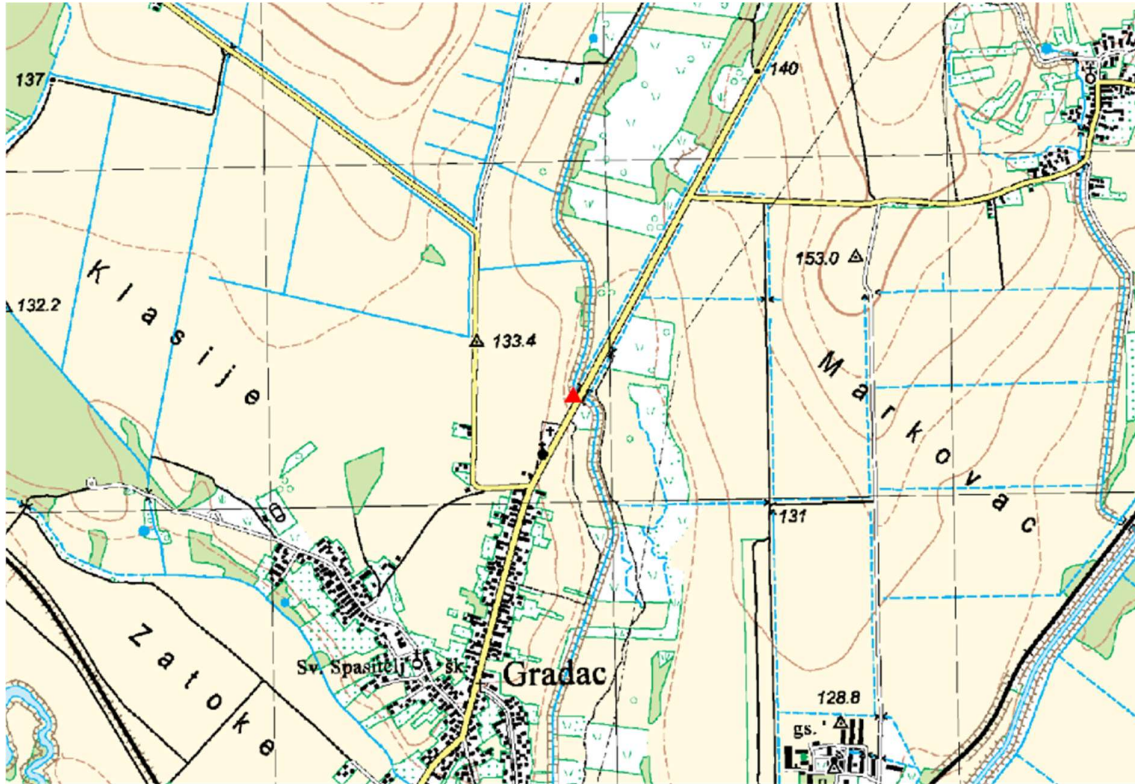 140
137
153.0
132.2
Klasije
133.4
Markovac
131
Zatoke
Sv. Spasitelj
šk.
Gradac
128.8
gs.